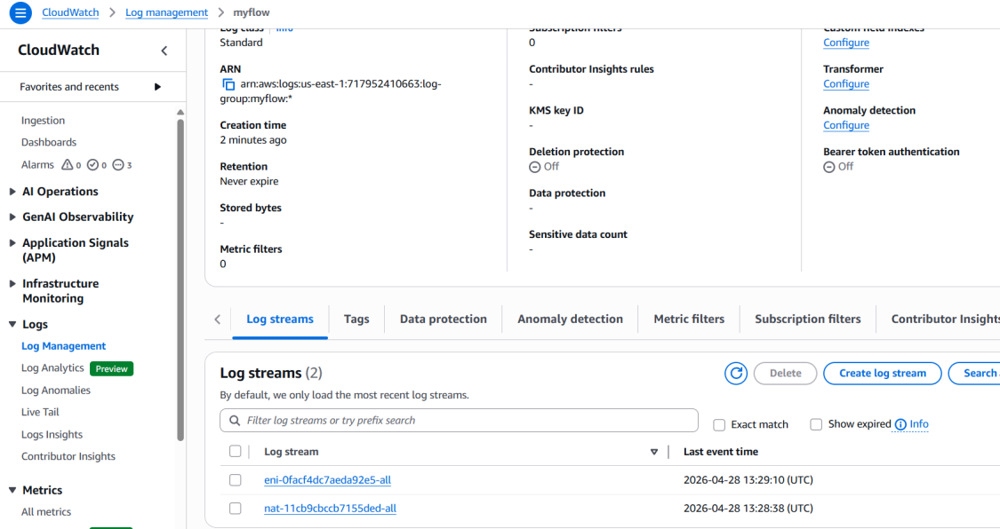 CloudWatch > Log management > myflow
CloudWatch
Favorites and recents
Ingestion
Dashboards
Alarms 0 0 3
AI Operations
GenAI Observability
Application Signals
(APM)
Infrastructure
Monitoring
Logs
Log Management
Log Analytics Preview
Log Anomalies
Live Tail
Logs Insights
Contributor Insights
Metrics
All metrics
Log class Info
Standard
ARN
arn:aws:logs:us-east-1:717952410663:log-
group:myflow:*
Creation time
2 minutes ago
Retention
Never expire
Stored bytes
-
Metric filters
0
Subscription filters
0
Contributor Insights rules
-
KMS key ID
-
Deletion protection
Off
Data protection
-
Sensitive data count
-
Custom field indexes
Configure
Transformer
Configure
Anomaly detection
Configure
Bearer token authentication
Off
Log streams Tags Data protection Anomaly detection Metric filters Subscription filters Contributor Insights
Log streams (2)
Delete Create log stream Search
By default, we only load the most recent log streams.
Filter log streams or try prefix search
Exact match Show expired Info
Log stream Last event time
eni-0facf4dc7aeda92e5-all 2026-04-28 13:29:10 (UTC)
nat-11cb9cbccb7155ded-all 2026-04-28 13:28:38 (UTC)